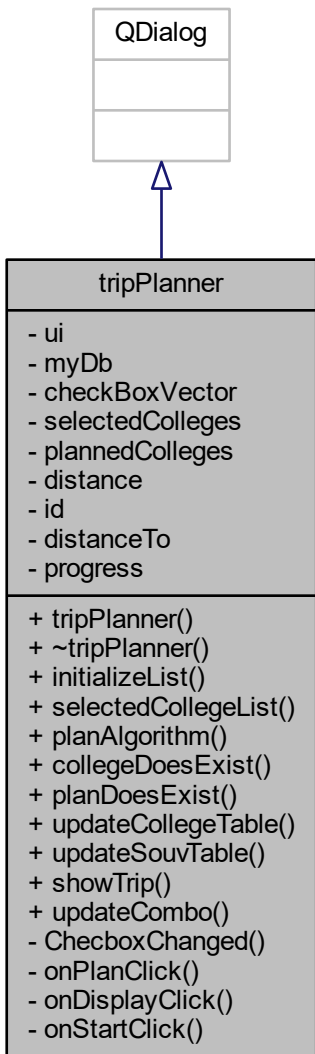 QDialog
tripPlanner
- ui
- myDb
- checkBoxVector
- selectedColleges
- plannedColleges
- distance
- id
- distanceTo
- progress
+ tripPlanner()
+ ~tripPlanner()
+ initializeList()
+ selectedCollegeList()
+ planAlgorithm()
+ collegeDoesExist()
+ planDoesExist()
+ updateCollegeTable()
+ updateSouvTable()
+ showTrip()
+ updateCombo()
- ChecboxChanged()
- onPlanClick()
- onDisplayClick()
- onStartClick()